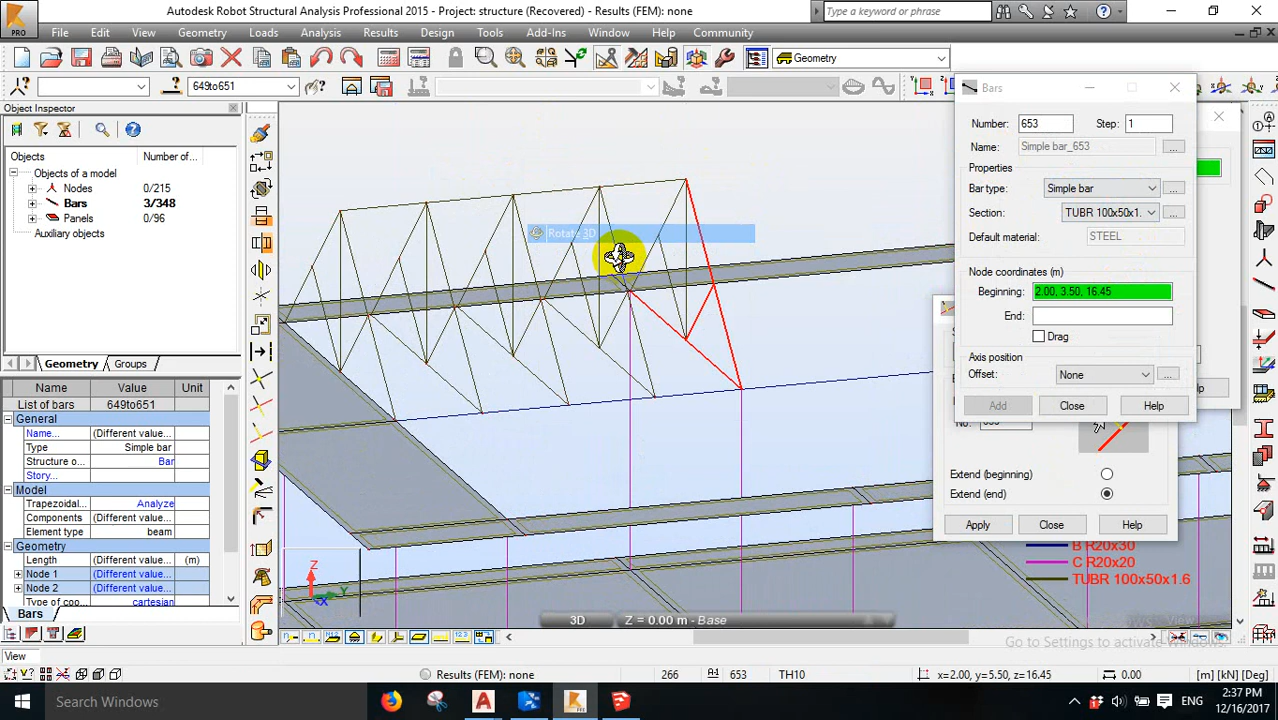 Autodesk Robot Structural Analysis Professional 2015 - Project: structure (Recovered) - Results (FEM): none
Type a keyword or phrase
PRO
File Edit View Geometry Loads Analysis Results Design Tools Add-Ins Window Help Community
Geometry
649to651
Object Inspector
Objects Number of...
Objects of a model
Nodes 0/215
Bars 3/348
Panels 0/96
Auxiliary objects
Geometry Groups
Name Value Unit
List of bars 649to651
General
Name... (Different value...
Type Simple bar
Structure o... Bar
Story...
Model
Trapezoidal... Analyze
Components (Different value...
Element type beam
Geometry
Length (Different value... (m)
Node 1 (Different value...
Node 2 (Different value...
Type of coo... cartesian
Bars
View
Rotate 3D
Z
Y
X
3D Z = 0.00 m - Base
Bars
Number: 653 Step: 1
Name: Simple bar_653 ...
Properties
Bar type: Simple bar ...
Section: TUBR 100x50x1. ...
Default material: STEEL
Node coordinates (m)
Beginning: 2.00, 3.50, 16.45
End:
Drag
Axis position
Offset: None ...
Add Close Help
Extend (beginning)
Extend (end)
Apply Close Help
B R20x30
C R20x20
TUBR 100x50x1.6
View
Go to Settings to activate Windows.
Results (FEM): none 266 653 TH10 x=2.00, y=5.50, z=16.45 0.00 [m] [kN] [Deg]
Search Windows
ENG
2:37 PM
12/16/2017